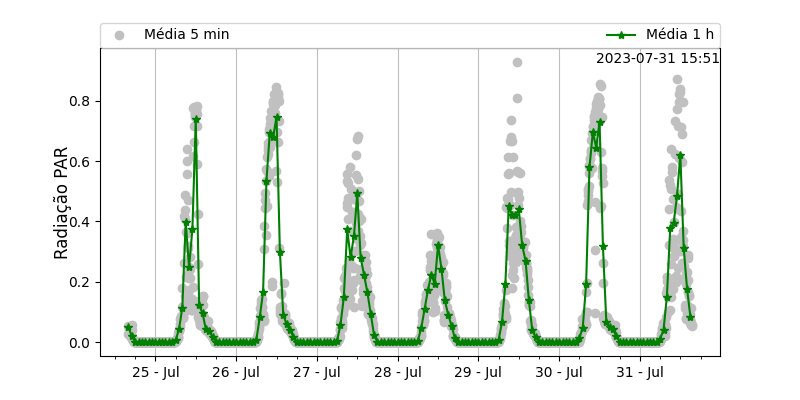 Média 5 min
Média 1 h
2023-07-31 15:51
Radiação PAR
0.8
0.6
0.4
0.2
0.0
25 - Jul
26 - Jul
27 - Jul
28 - Jul
29 - Jul
30 - Jul
31 - Jul